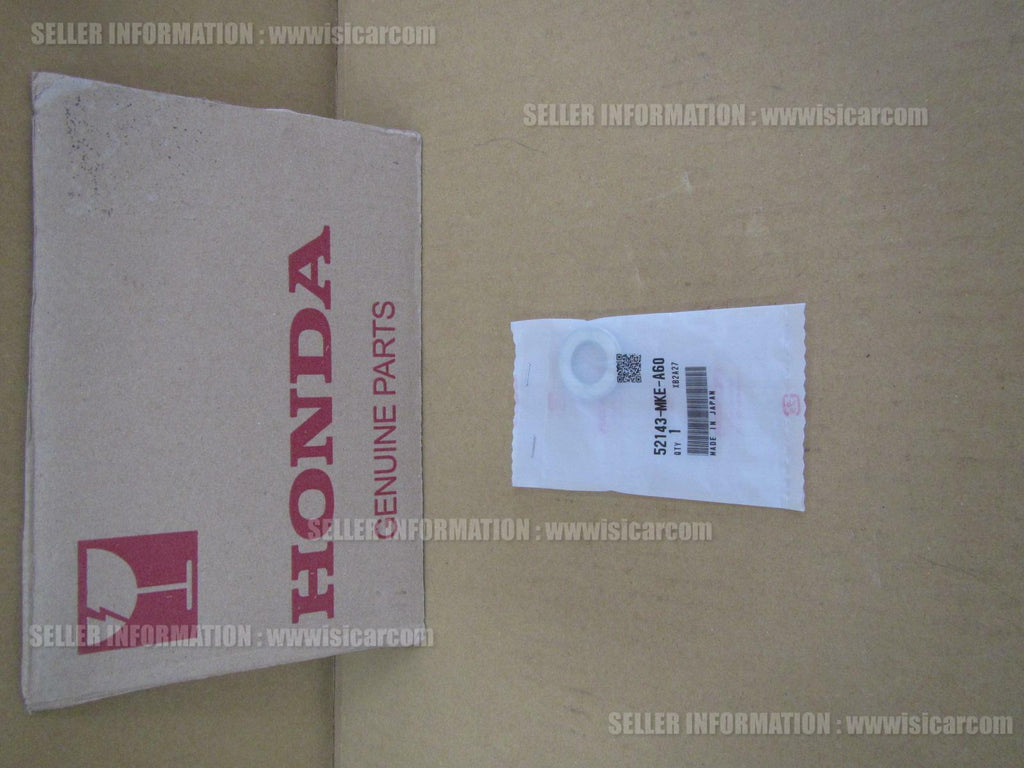 SELLER INFORMATION : wwwisicarcom
SELLER INFORMATION : wwwisicarcom
HONDA
GENUINE PARTS
52143-MKE-A60
QTY 1
XB2A27
MADE IN JAPAN
SELLER INFORMATION : wwwisicarcom
SELLER INFORMATION : wwwisicarcom
SELLER INFORMATION : wwwisicarcom